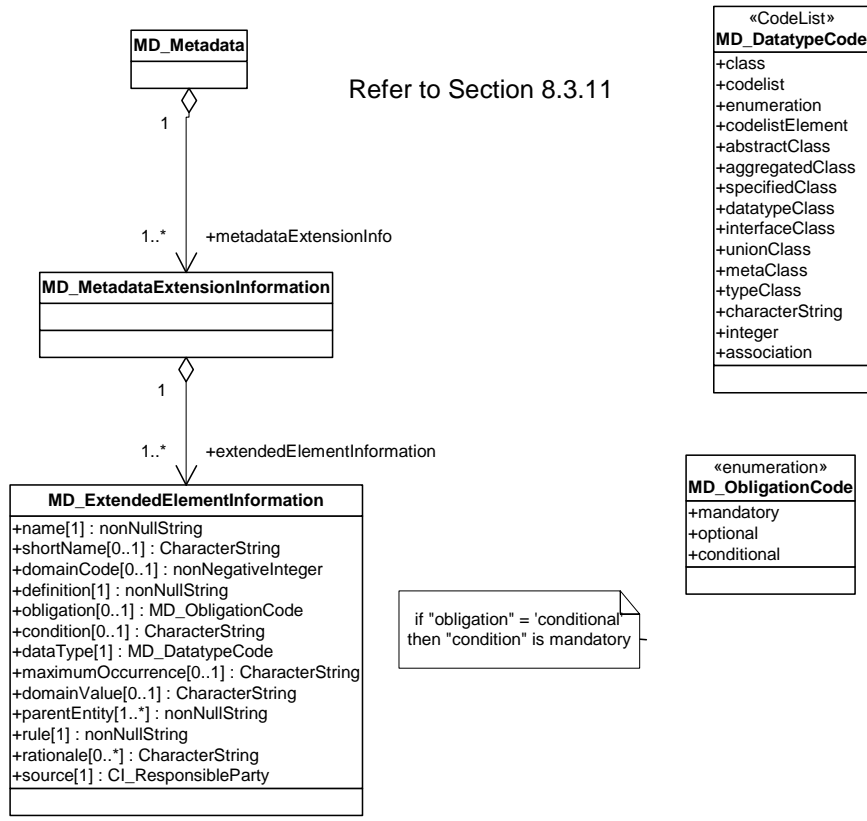 MD_Metadata
Refer to Section 8.3.11
1
1..*
+metadataExtensionInfo
MD_MetadataExtensionInformation
1
1..*
+extendedElementInformation
MD_ExtendedElementInformation
+name[1] : nonNullString
+shortName[0..1] : CharacterString
+domainCode[0..1] : nonNegativeInteger
+definition[1] : nonNullString
+obligation[0..1] : MD_ObligationCode
+condition[0..1] : CharacterString
+dataType[1] : MD_DatatypeCode
+maximumOccurrence[0..1] : CharacterString
+domainValue[0..1] : CharacterString
+parentEntity[1..*] : nonNullString
+rule[1] : nonNullString
+rationale[0..*] : CharacterString
+source[1] : CI_ResponsibleParty
if "obligation" = 'conditional'
then "condition" is mandatory
«CodeList»
MD_DatatypeCode
+class
+codelist
+enumeration
+codelistElement
+abstractClass
+aggregatedClass
+specifiedClass
+datatypeClass
+interfaceClass
+unionClass
+metaClass
+typeClass
+characterString
+integer
+association
«enumeration»
MD_ObligationCode
+mandatory
+optional
+conditional